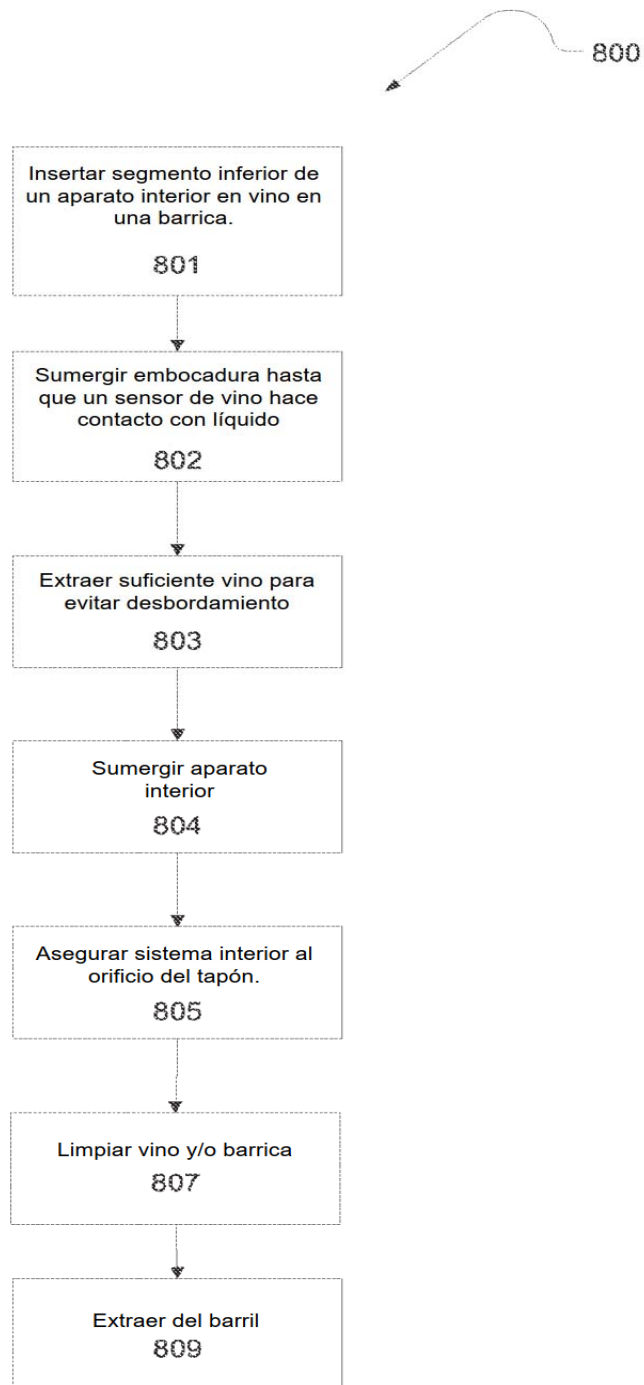 800
Insertar segmento inferior de
un aparato interior en vino en
una barrica.
801
Sumergir embocadura hasta
que un sensor de vino hace
contacto con líquido
802
Extraer suficiente vino para
evitar desbordamiento
803
Sumergir aparato
interior
804
Asegurar sistema interior al
orificio del tapón.
805
Limpiar vino y/o barrica
807
Extraer del barril
809